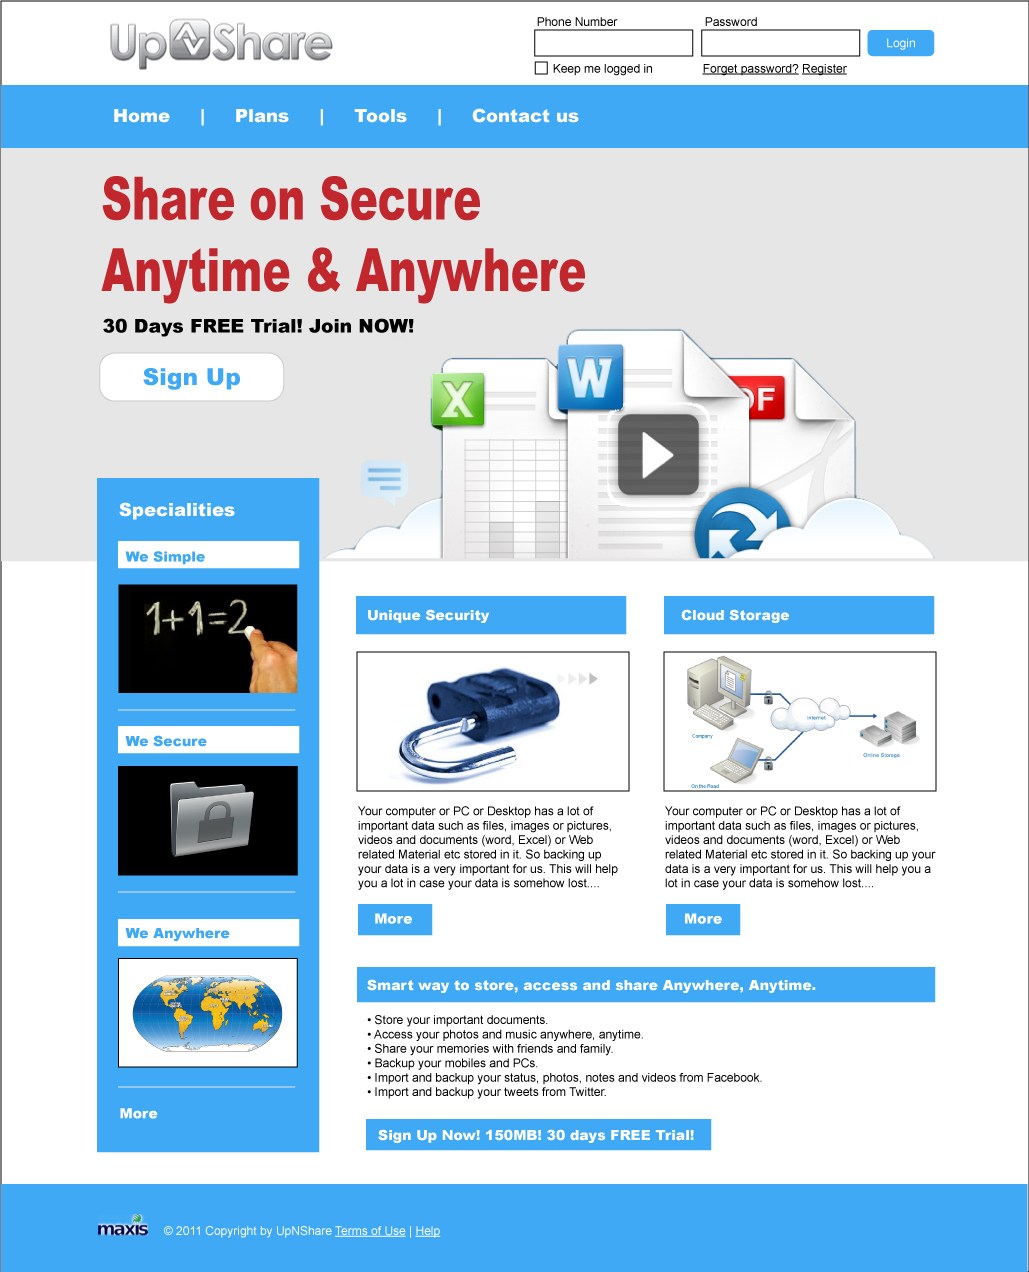 UpNShare
Phone Number
Password
Login
Keep me logged in
Forget password? Register
Home | Plans | Tools | Contact us
Share on Secure
Anytime & Anywhere
30 Days FREE Trial! Join NOW!
Sign Up
X
W
DF
Specialities
We Simple
1+1=2
We Secure
We Anywhere
More
Unique Security
Your computer or PC or Desktop has a lot of
important data such as files, images or pictures,
videos and documents (word, Excel) or Web
related Material etc stored in it. So backing up
your data is a very important for us. This will help
you a lot in case your data is somehow lost....
More
Cloud Storage
Company
Internet
Online Storage
On the Road
Your computer or PC or Desktop has a lot of
important data such as files, images or pictures,
videos and documents (word, Excel) or Web
related Material etc stored in it. So backing up your
data is a very important for us. This will help you a
lot in case your data is somehow lost....
More
Smart way to store, access and share Anywhere, Anytime.
• Store your important documents.
• Access your photos and music anywhere, anytime.
• Share your memories with friends and family.
• Backup your mobiles and PCs.
• Import and backup your status, photos, notes and videos from Facebook.
• Import and backup your tweets from Twitter.
Sign Up Now! 150MB! 30 days FREE Trial!
maxis
© 2011 Copyright by UpNShare Terms of Use | Help